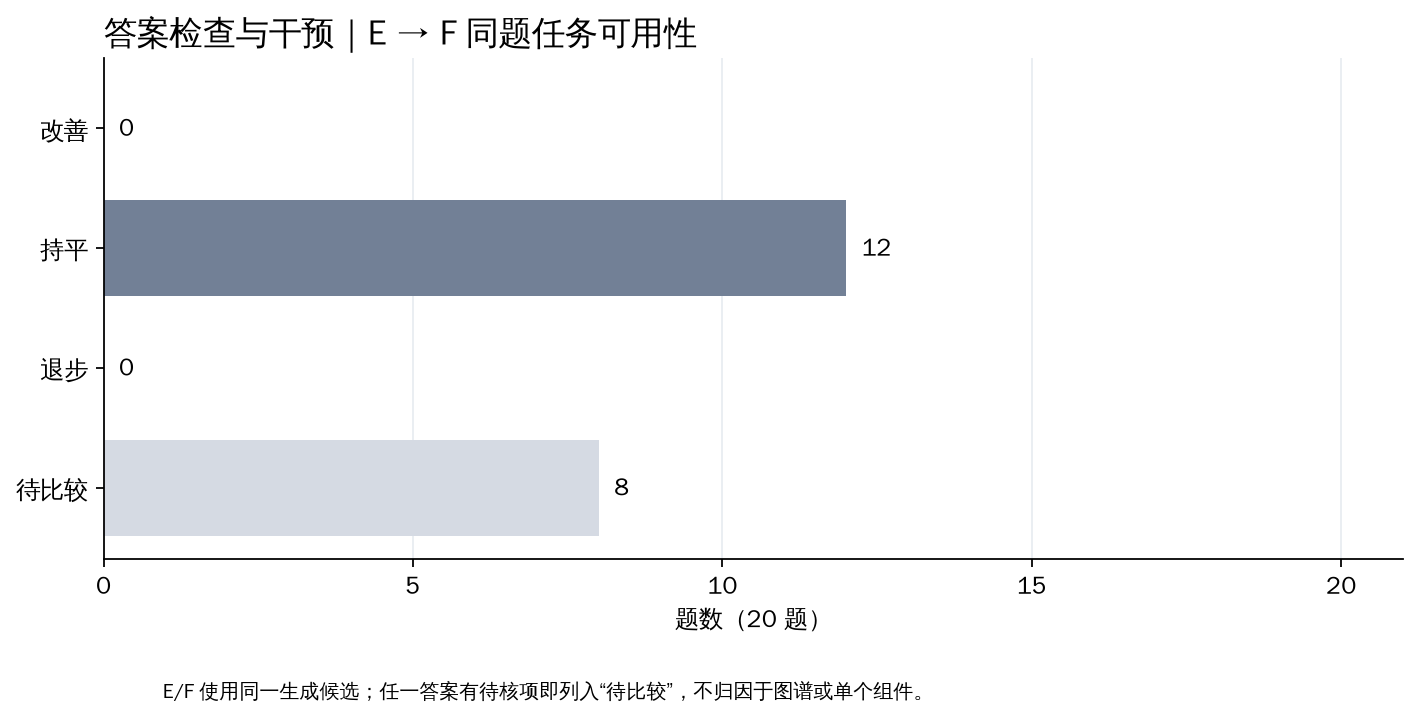 答案检查与干预｜E → F 同题任务可用性
改善 0
持平 12
退步 0
待比较 8
0 5 10 15 20
题数（20 题）
E/F 使用同一生成候选；任一答案有待核项即列入“待比较”，不归因于图谱或单个组件。